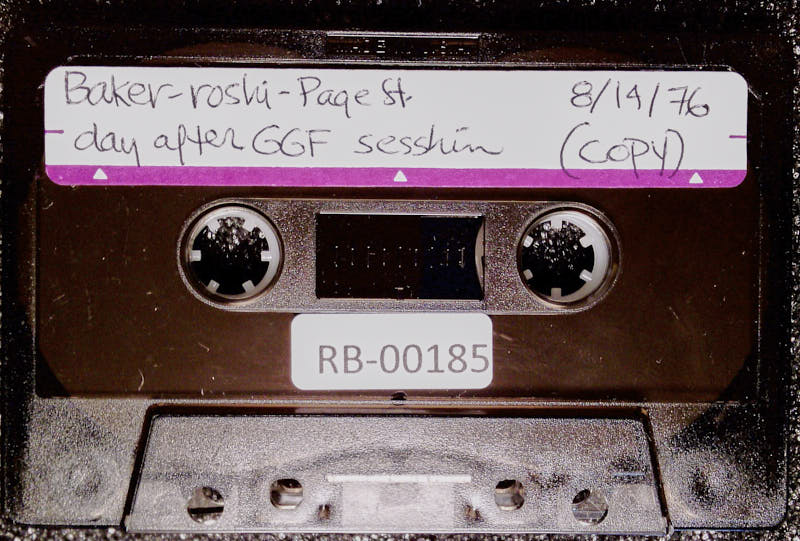 Baker-roshi-Page St. 8/14/76
day after GGF sesshin (COPY)
RB-00185